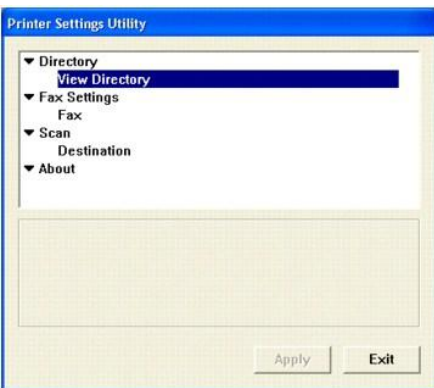 Printer Settings Utility
Directory
View Directory
Fax Settings
Fax
Scan
Destination
About
Apply
Exit